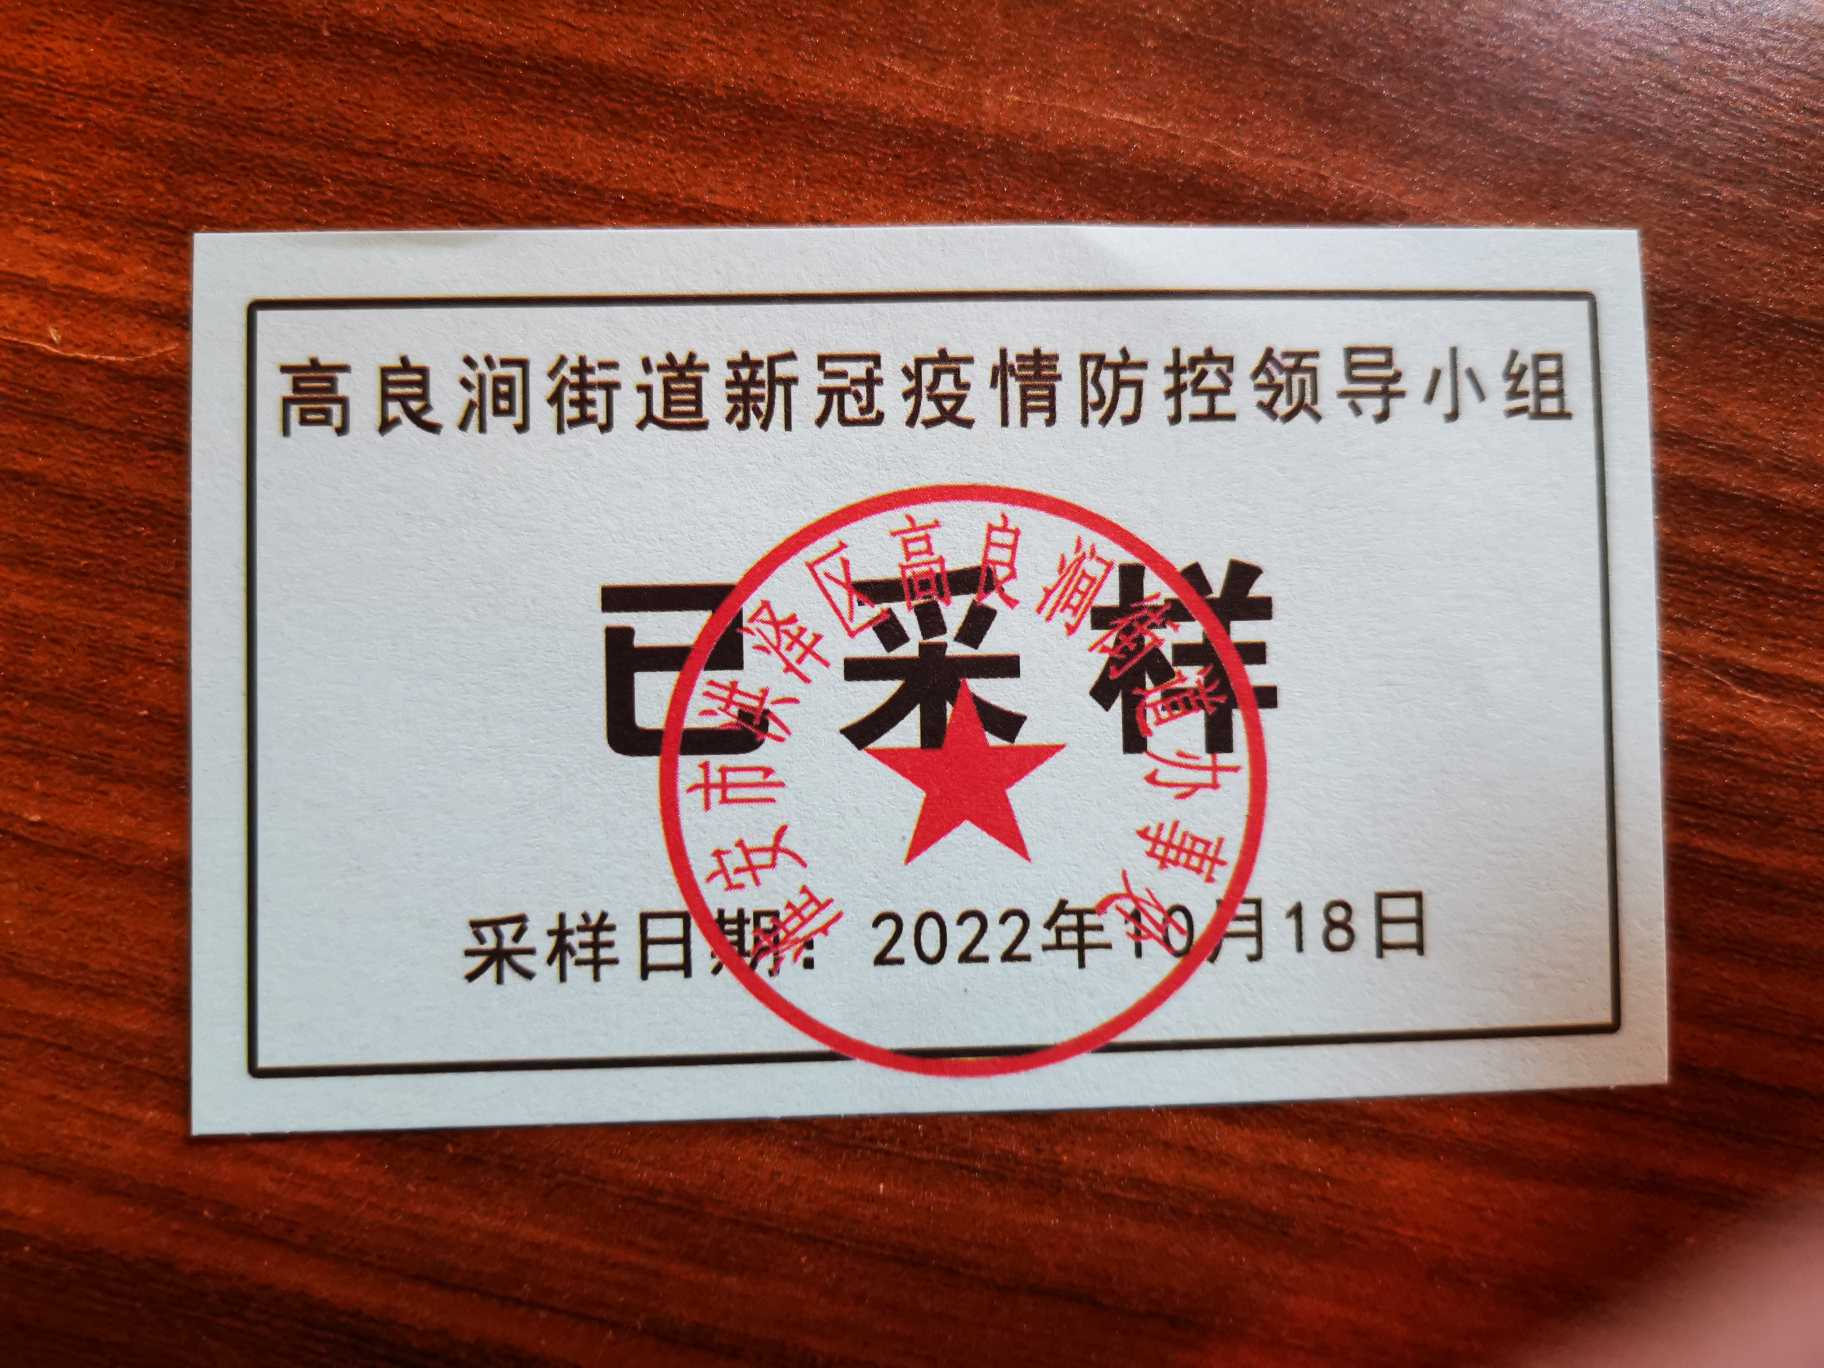 高良涧街道新冠疫情防控领导小组
已采样
淮安市洪泽区高良涧街道办事处
采样日期：2022年10月18日